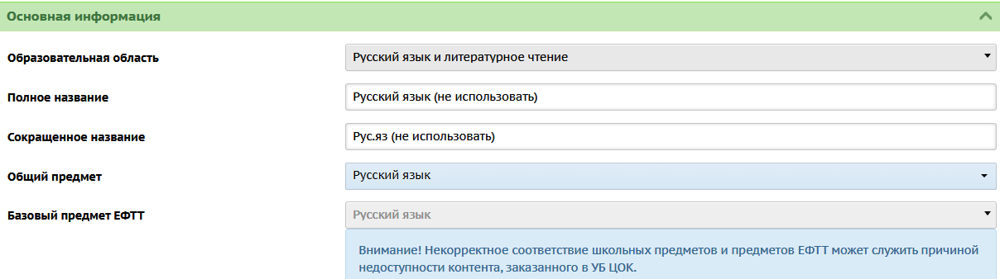 Основная информация
Образовательная область
Русский язык и литературное чтение
Полное название
Русский язык (не использовать)
Сокращенное название
Рус.яз (не использовать)
Общий предмет
Русский язык
Базовый предмет ЕФТТ
Русский язык
Внимание! Некорректное соответствие школьных предметов и предметов ЕФТТ может служить причиной
недоступности контента, заказанного в УБ ЦОК.